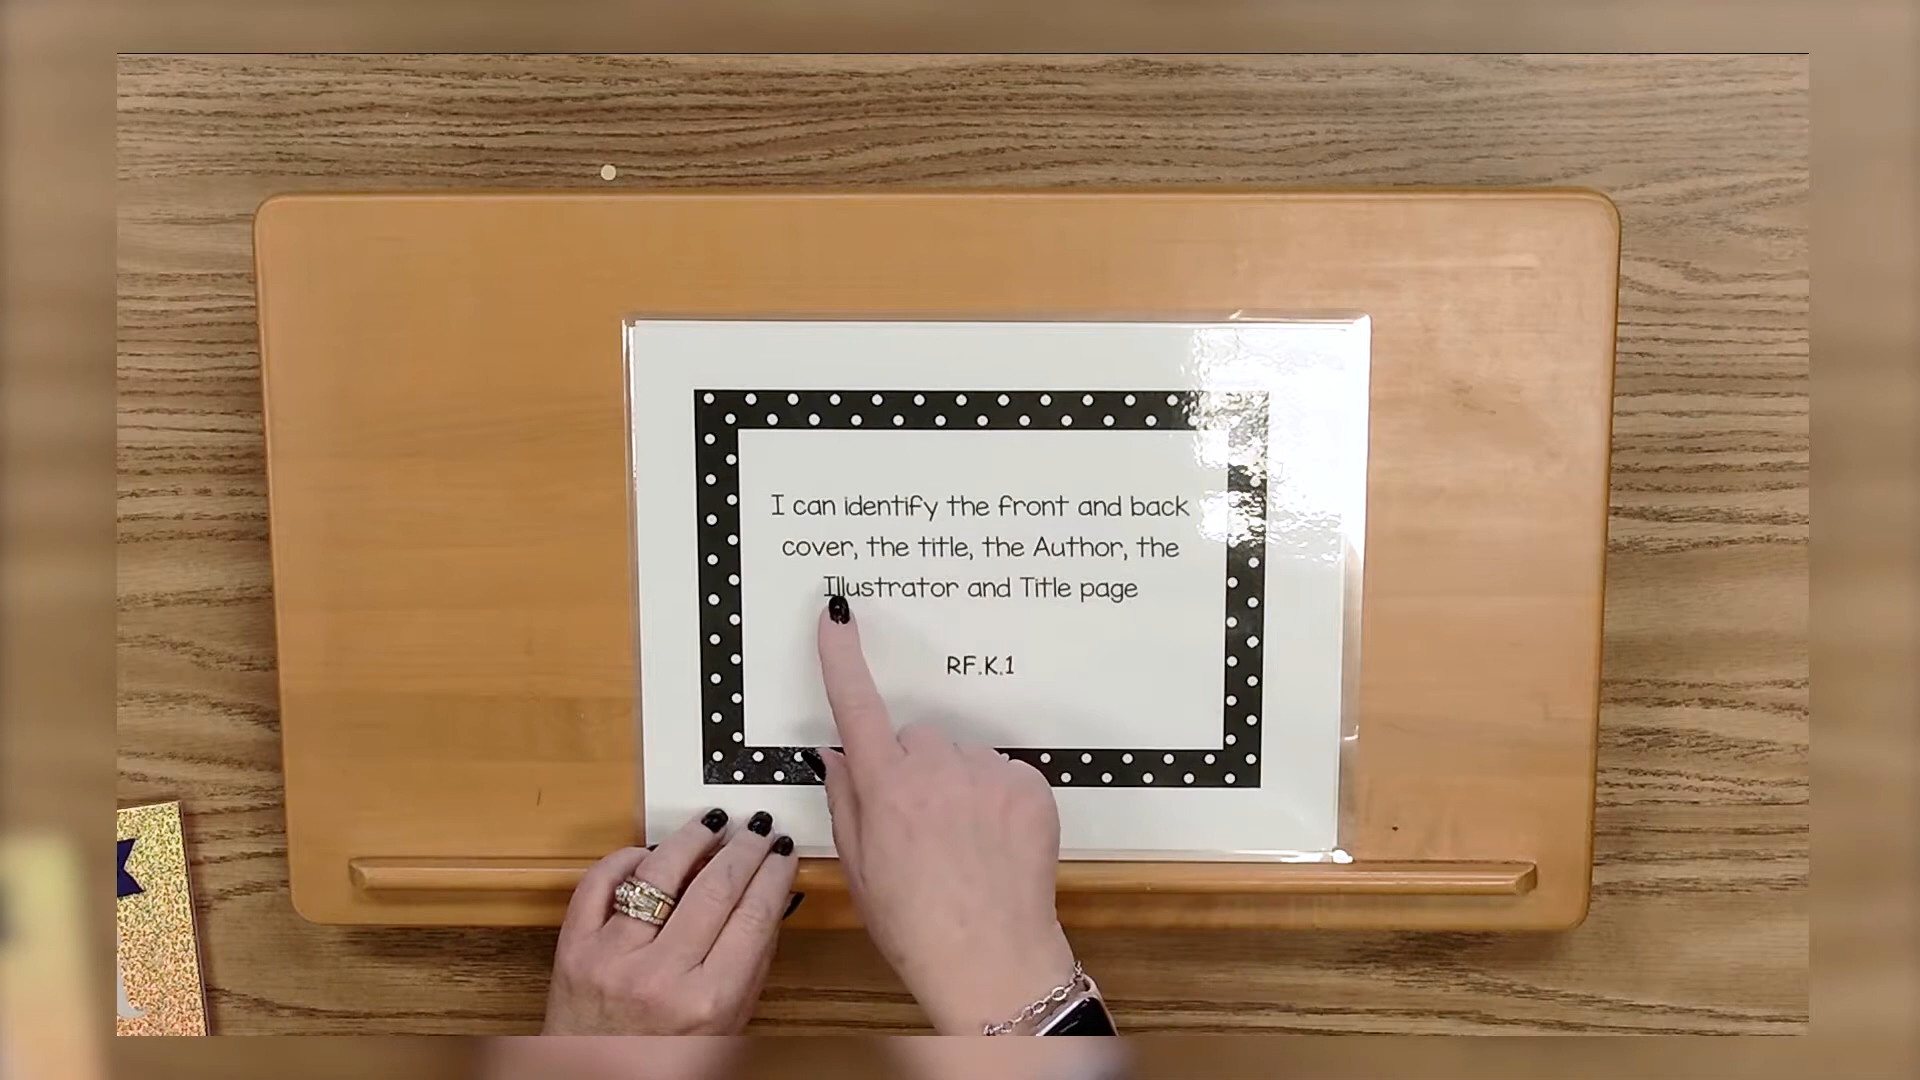 I can identify the front and back
cover, the title, the Author, the
Illustrator and Title page
RF.K.1